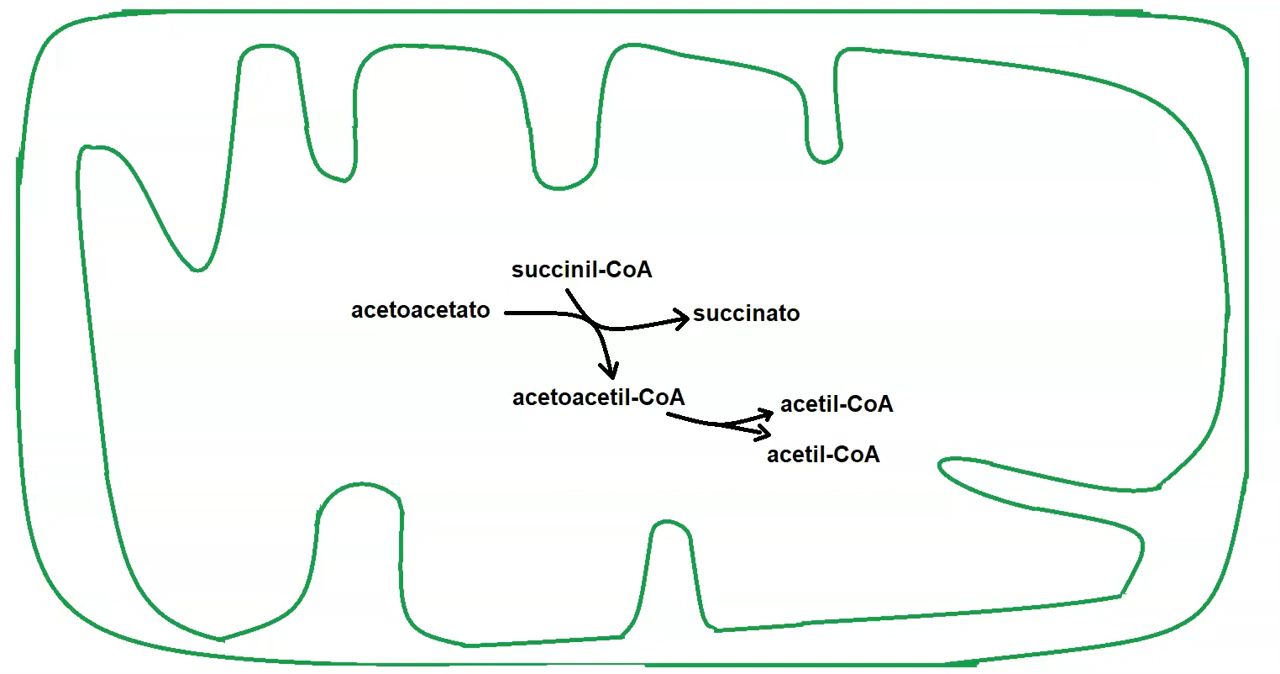 succinil-CoA
acetoacetato
succinato
acetoacetil-CoA
acetil-CoA
acetil-CoA